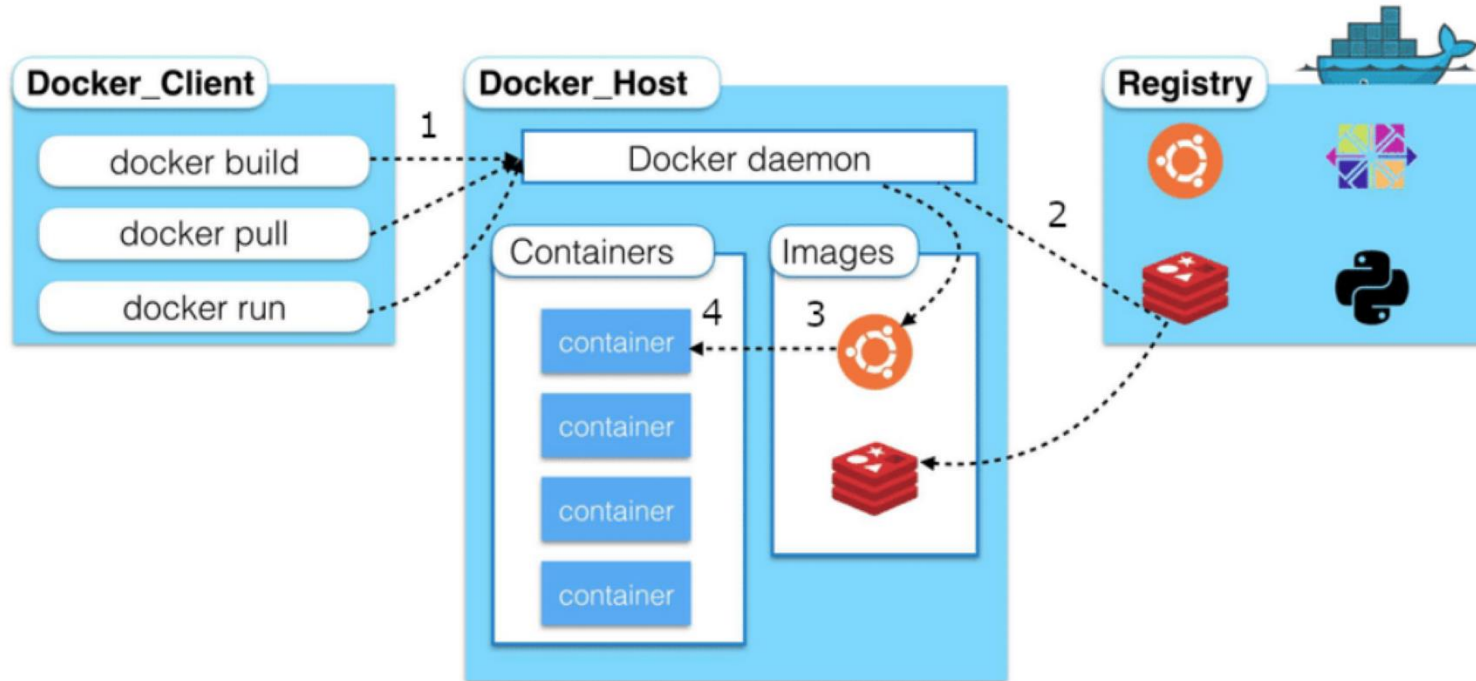 Docker_Client
docker build
docker pull
docker run
1
Docker_Host
Docker daemon
Containers
container
container
container
container
4
Images
3
2
Registry